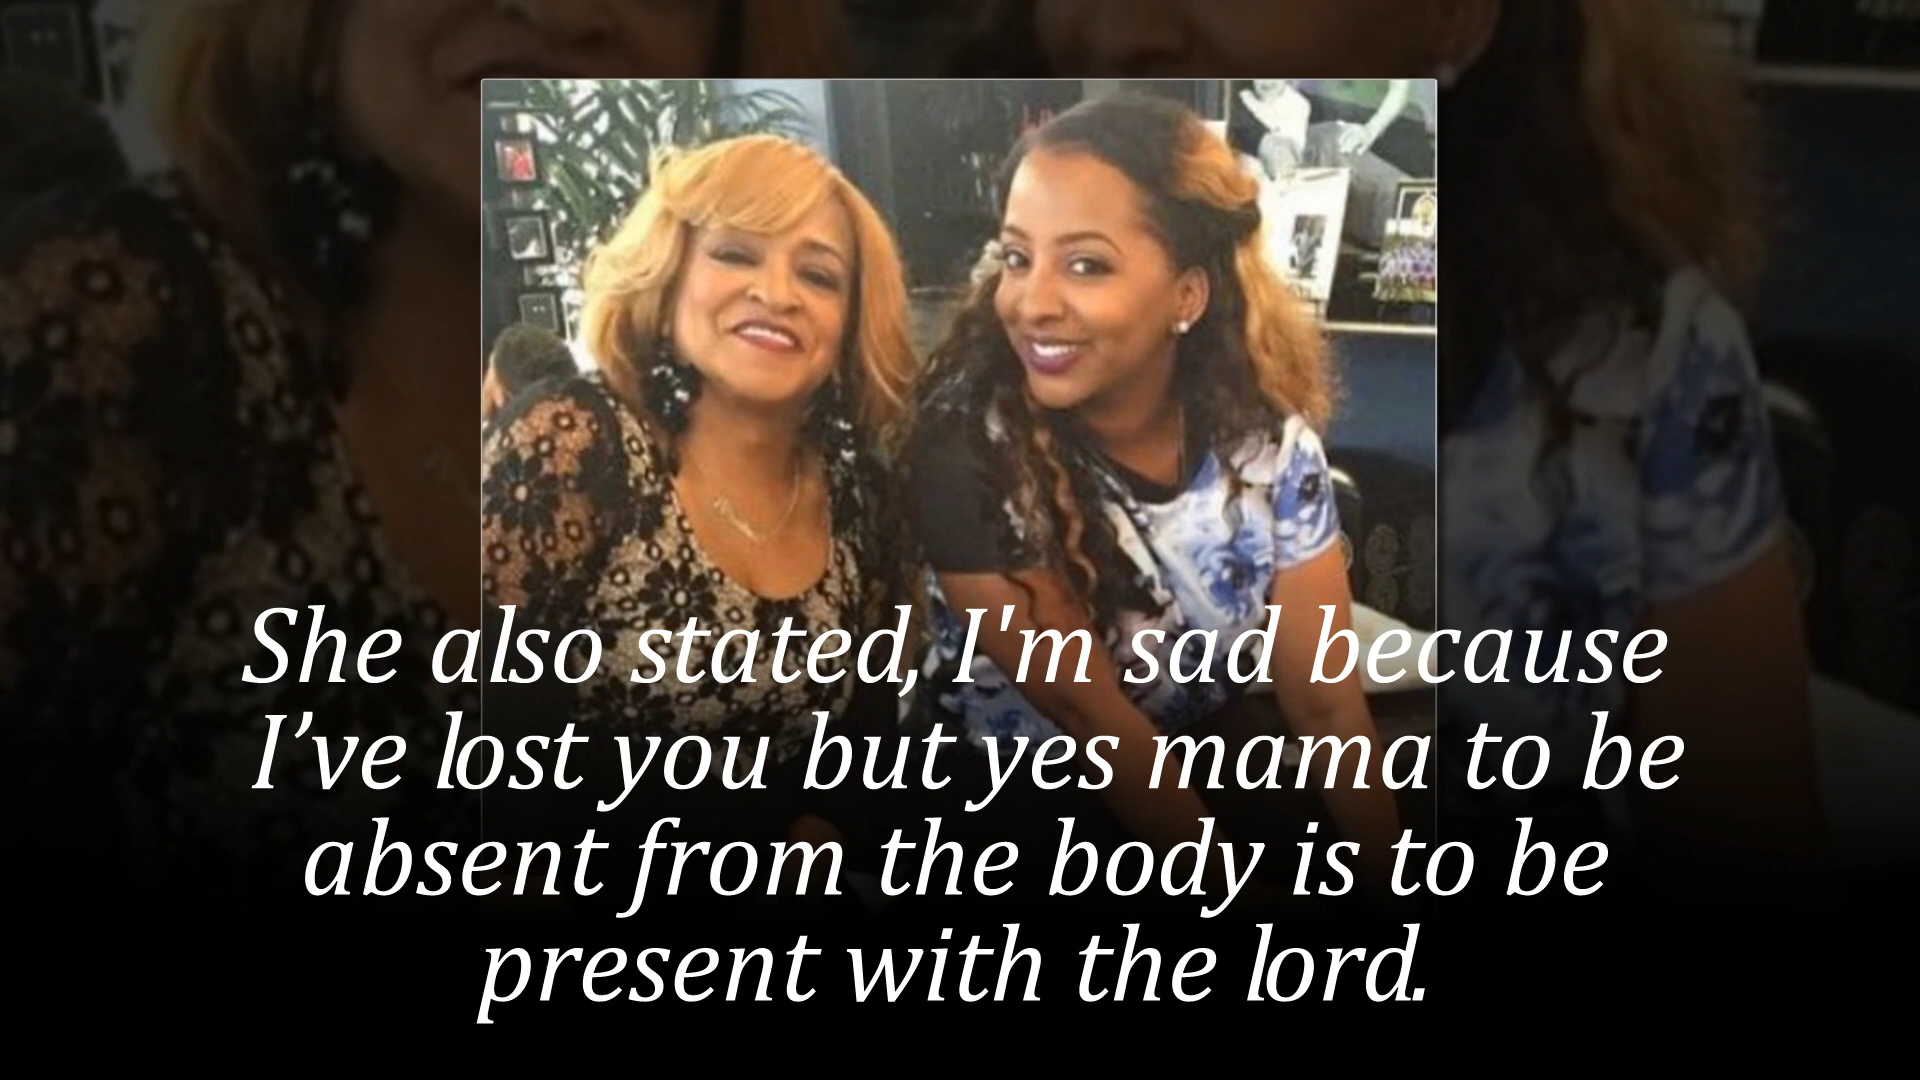 She also stated, I'm sad because
I’ve lost you but yes mama to be
absent from the body is to be
present with the lord.